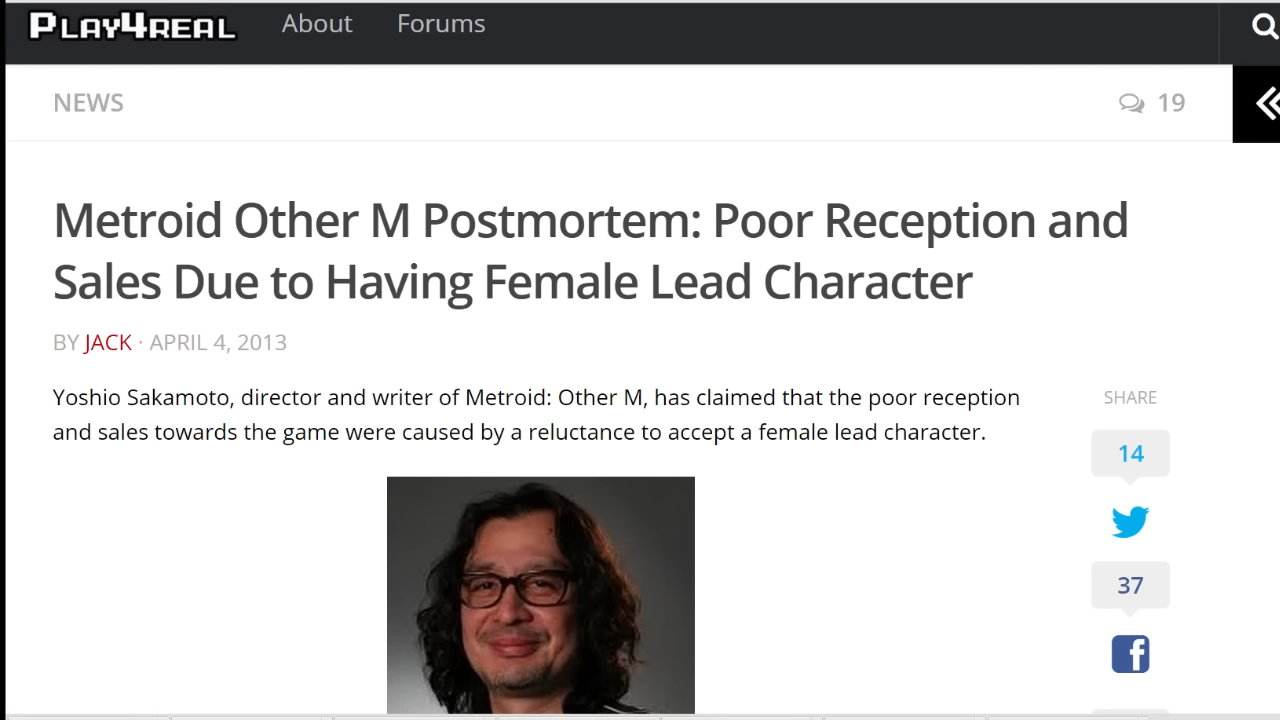 PLAY4REAL About Forums
NEWS 19
Metroid Other M Postmortem: Poor Reception and
Sales Due to Having Female Lead Character
BY JACK · APRIL 4, 2013
Yoshio Sakamoto, director and writer of Metroid: Other M, has claimed that the poor reception
and sales towards the game were caused by a reluctance to accept a female lead character.
SHARE
14
37